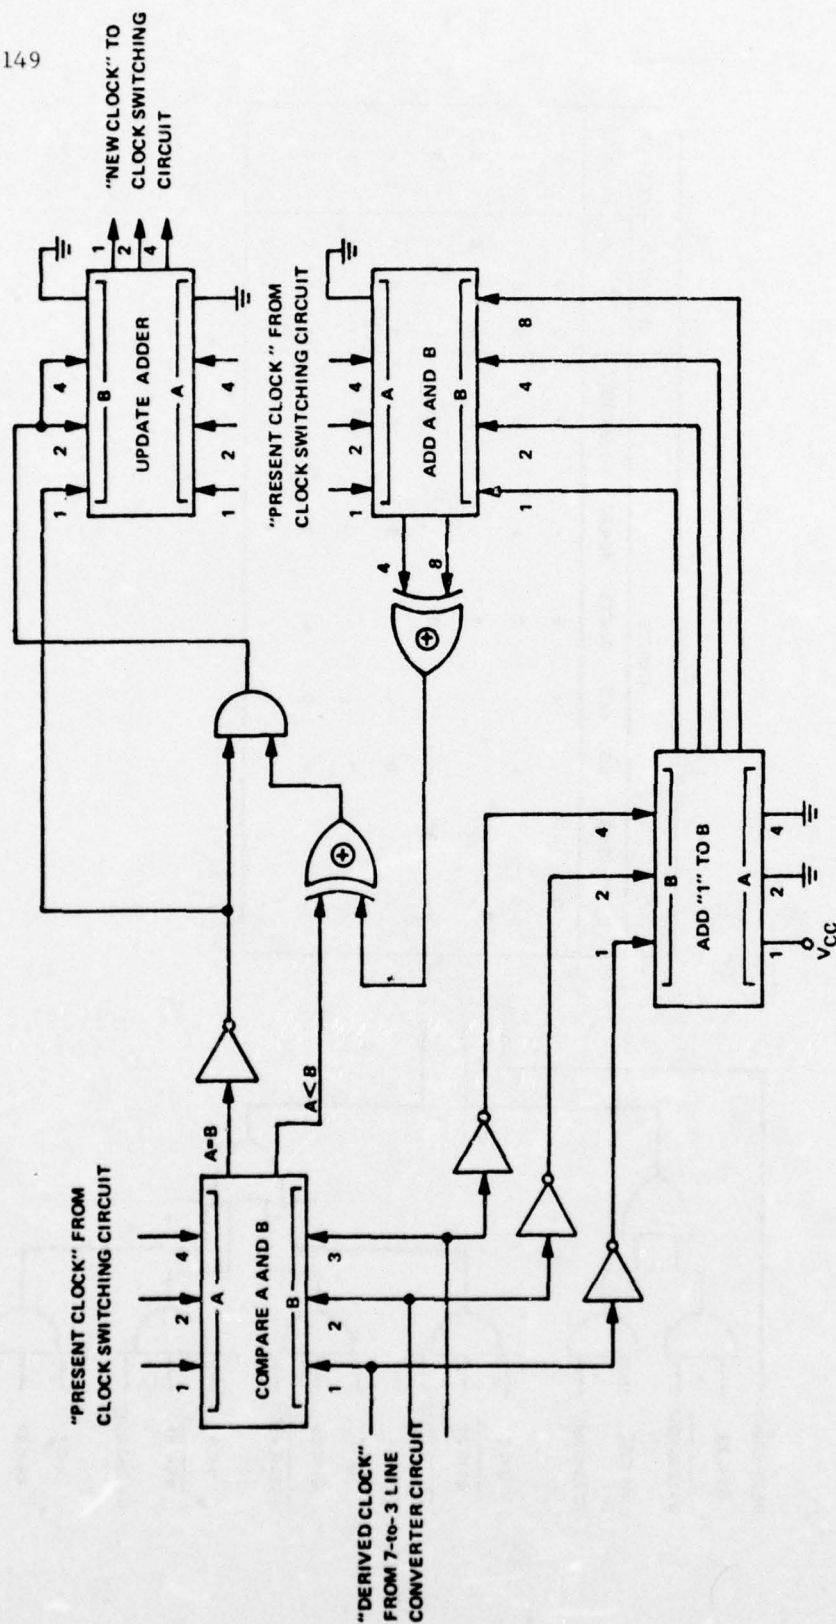 149
"PRESENT CLOCK" FROM
CLOCK SWITCHING CIRCUIT
1 2 4
A
COMPARE A AND B
B
1 2 3
A=B
A<B
"DERIVED CLOCK"
FROM 7-to-3 LINE
CONVERTER CIRCUIT
1 2 4
B
UPDATE ADDER
A
1 2 4
1
2
4
"NEW CLOCK" TO
CLOCK SWITCHING
CIRCUIT
"PRESENT CLOCK" FROM
CLOCK SWITCHING CIRCUIT
1 2 4
A
ADD A AND B
B
1 2 4 8
4
8
+
+
1 2 4
B
ADD "1" TO B
A
1 2 4
VCC